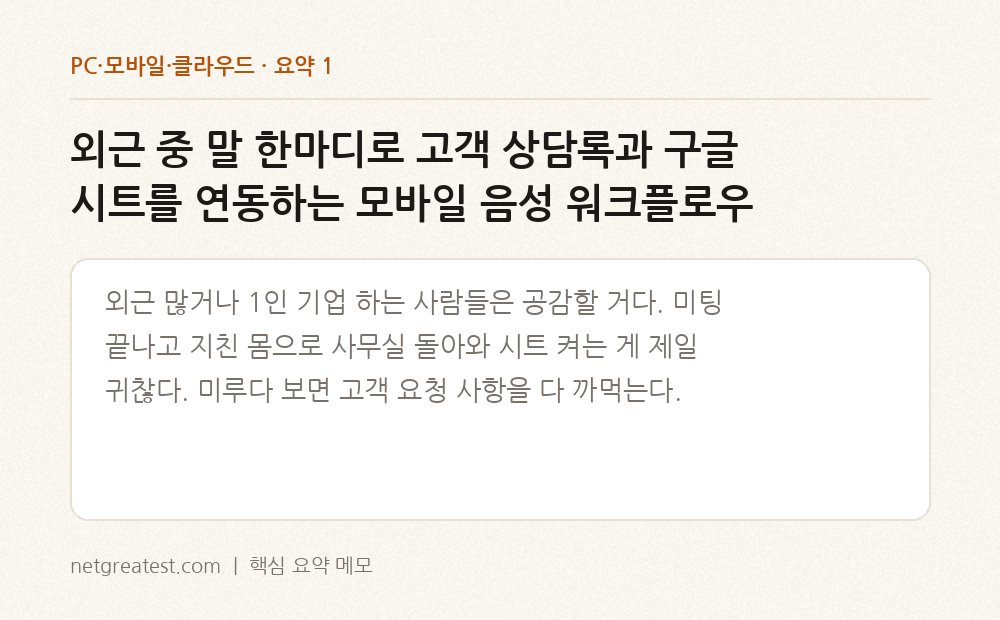 PC·모바일·클라우드 · 요약 1
외근 중 말 한마디로 고객 상담록과 구글
시트를 연동하는 모바일 음성 워크플로우
외근 많거나 1인 기업 하는 사람들은 공감할 거다. 미팅
끝나고 지친 몸으로 사무실 돌아와 시트 켜는 게 제일
귀찮다. 미루다 보면 고객 요청 사항을 다 까먹는다.
netgreatest.com | 핵심 요약 메모